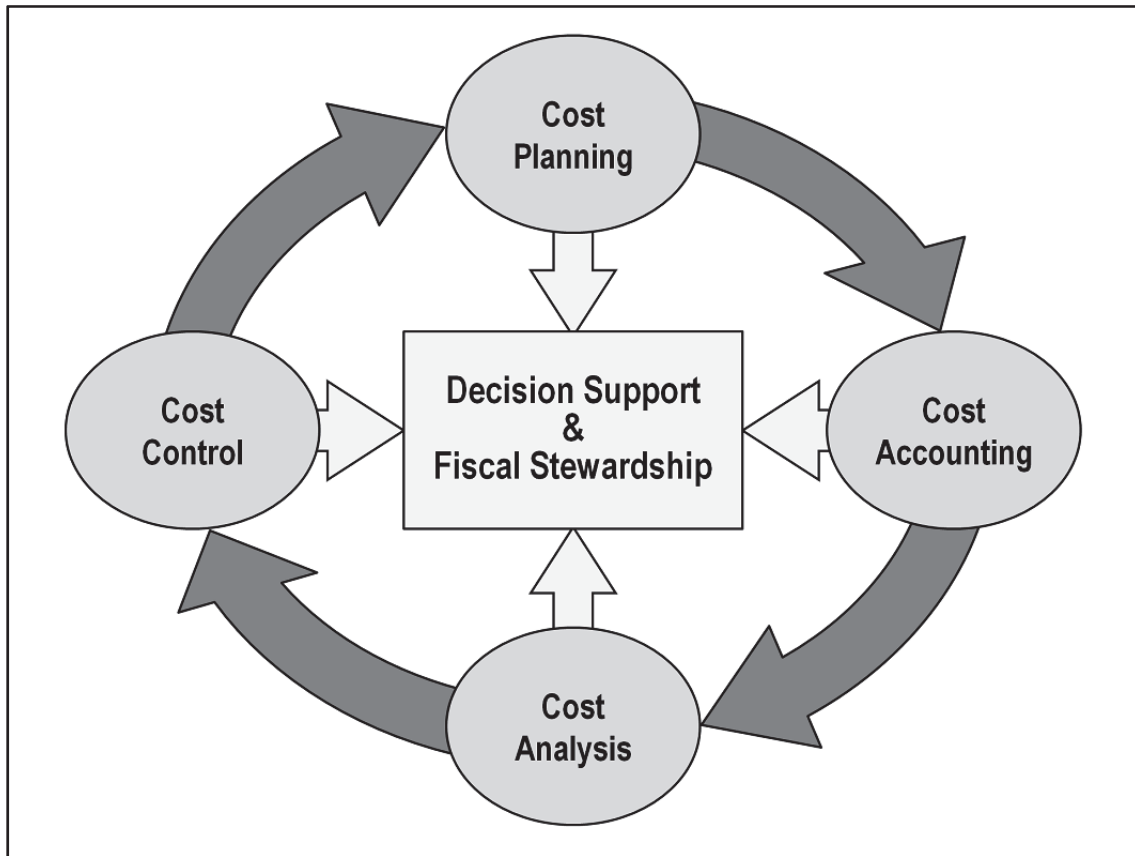 Cost
Planning
Cost
Control
Decision Support
&
Fiscal Stewardship
Cost
Accounting
Cost
Analysis